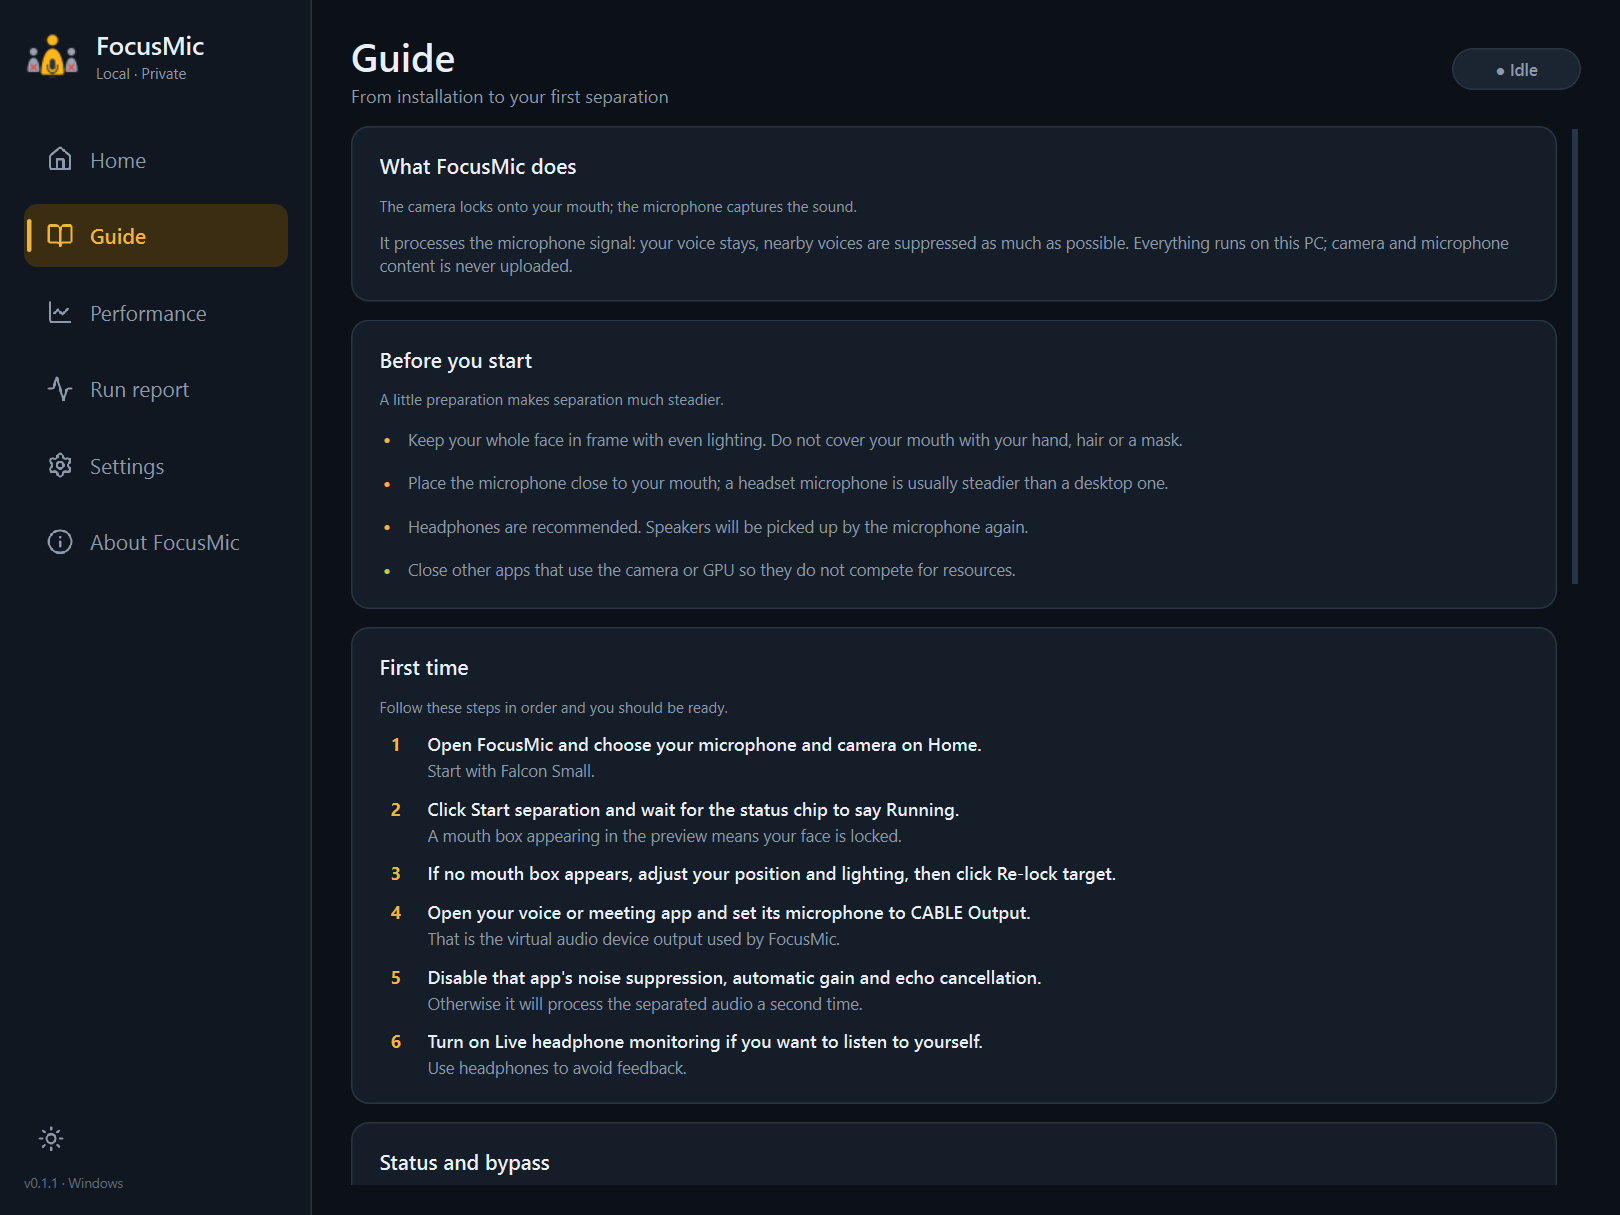 FocusMic
Local · Private
Home
Guide
Performance
Run report
Settings
About FocusMic
v0.1.1 · Windows
Guide
From installation to your first separation
● Idle
What FocusMic does
The camera locks onto your mouth; the microphone captures the sound.
It processes the microphone signal: your voice stays, nearby voices are suppressed as much as possible. Everything runs on this PC; camera and microphone
content is never uploaded.
Before you start
A little preparation makes separation much steadier.
• Keep your whole face in frame with even lighting. Do not cover your mouth with your hand, hair or a mask.
• Place the microphone close to your mouth; a headset microphone is usually steadier than a desktop one.
• Headphones are recommended. Speakers will be picked up by the microphone again.
• Close other apps that use the camera or GPU so they do not compete for resources.
First time
Follow these steps in order and you should be ready.
1 Open FocusMic and choose your microphone and camera on Home.
Start with Falcon Small.
2 Click Start separation and wait for the status chip to say Running.
A mouth box appearing in the preview means your face is locked.
3 If no mouth box appears, adjust your position and lighting, then click Re-lock target.
4 Open your voice or meeting app and set its microphone to CABLE Output.
That is the virtual audio device output used by FocusMic.
5 Disable that app's noise suppression, automatic gain and echo cancellation.
Otherwise it will process the separated audio a second time.
6 Turn on Live headphone monitoring if you want to listen to yourself.
Use headphones to avoid feedback.
Status and bypass